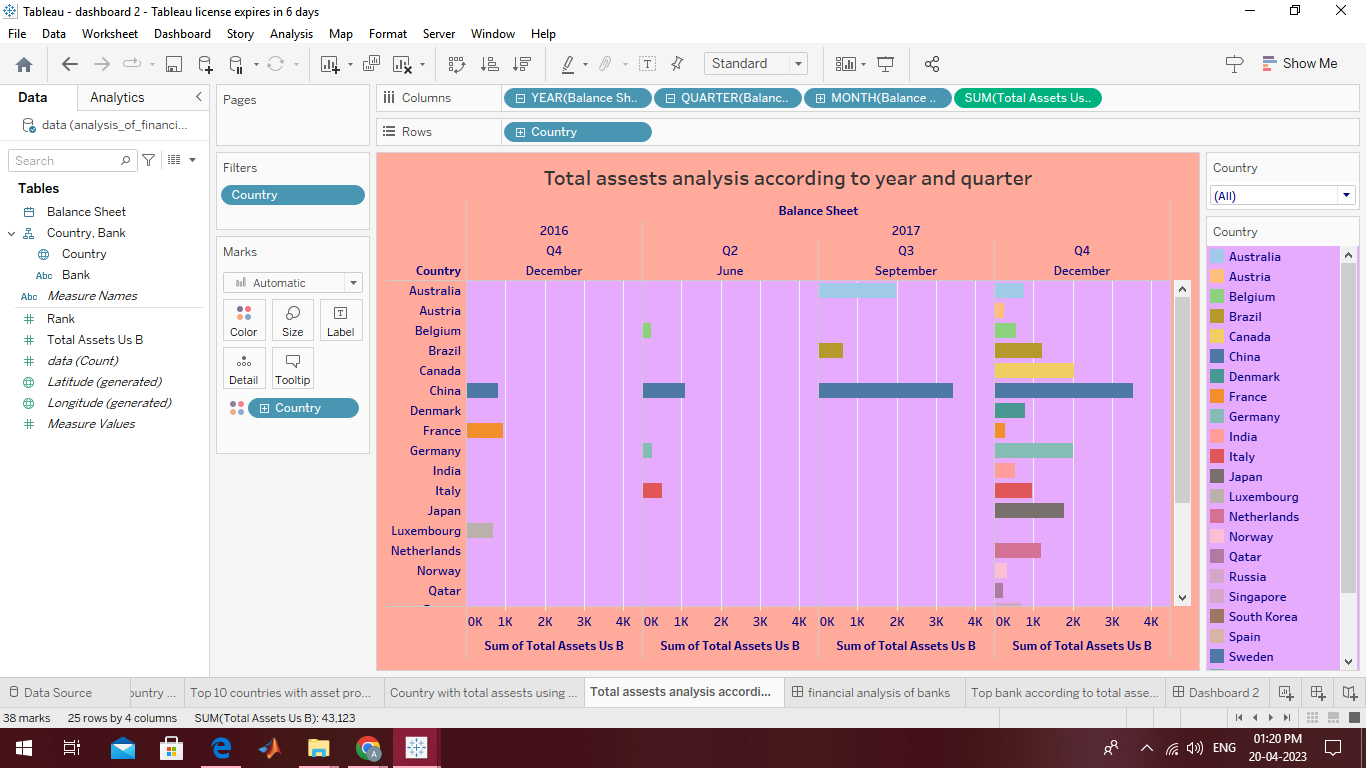 Tableau - dashboard 2 - Tableau license expires in 6 days
File Data Worksheet Dashboard Story Analysis Map Format Server Window Help
Standard
Show Me
Data Analytics
data (analysis_of_financi...
Search
Tables
Balance Sheet
Country, Bank
Country
Abc Bank
Abc Measure Names
Rank
Total Assets Us B
data (Count)
Latitude (generated)
Longitude (generated)
Measure Values
Pages
Filters
Country
Marks
Automatic
Color Size Label
Detail Tooltip
Country
Columns YEAR(Balance Sh.. QUARTER(Balanc.. MONTH(Balance .. SUM(Total Assets Us..
Rows Country
Total assests analysis according to year and quarter
Balance Sheet
2016 2017
Q4 Q2 Q3 Q4
Country December June September December
Australia
Austria
Belgium
Brazil
Canada
China
Denmark
France
Germany
India
Italy
Japan
Luxembourg
Netherlands
Norway
Qatar
0K 1K 2K 3K 4K 0K 1K 2K 3K 4K 0K 1K 2K 3K 4K 0K 1K 2K 3K 4K
Sum of Total Assets Us B Sum of Total Assets Us B Sum of Total Assets Us B Sum of Total Assets Us B
Country
(All)
Country
Australia
Austria
Belgium
Brazil
Canada
China
Denmark
France
Germany
India
Italy
Japan
Luxembourg
Netherlands
Norway
Qatar
Russia
Singapore
South Korea
Spain
Sweden
Data Source ountry ... Top 10 countries with asset pro... Country with total assests using ... Total assests analysis accordi... financial analysis of banks Top bank according to total asse... Dashboard 2
38 marks 25 rows by 4 columns SUM(Total Assets Us B): 43,123
A
ENG
01:20 PM
20-04-2023